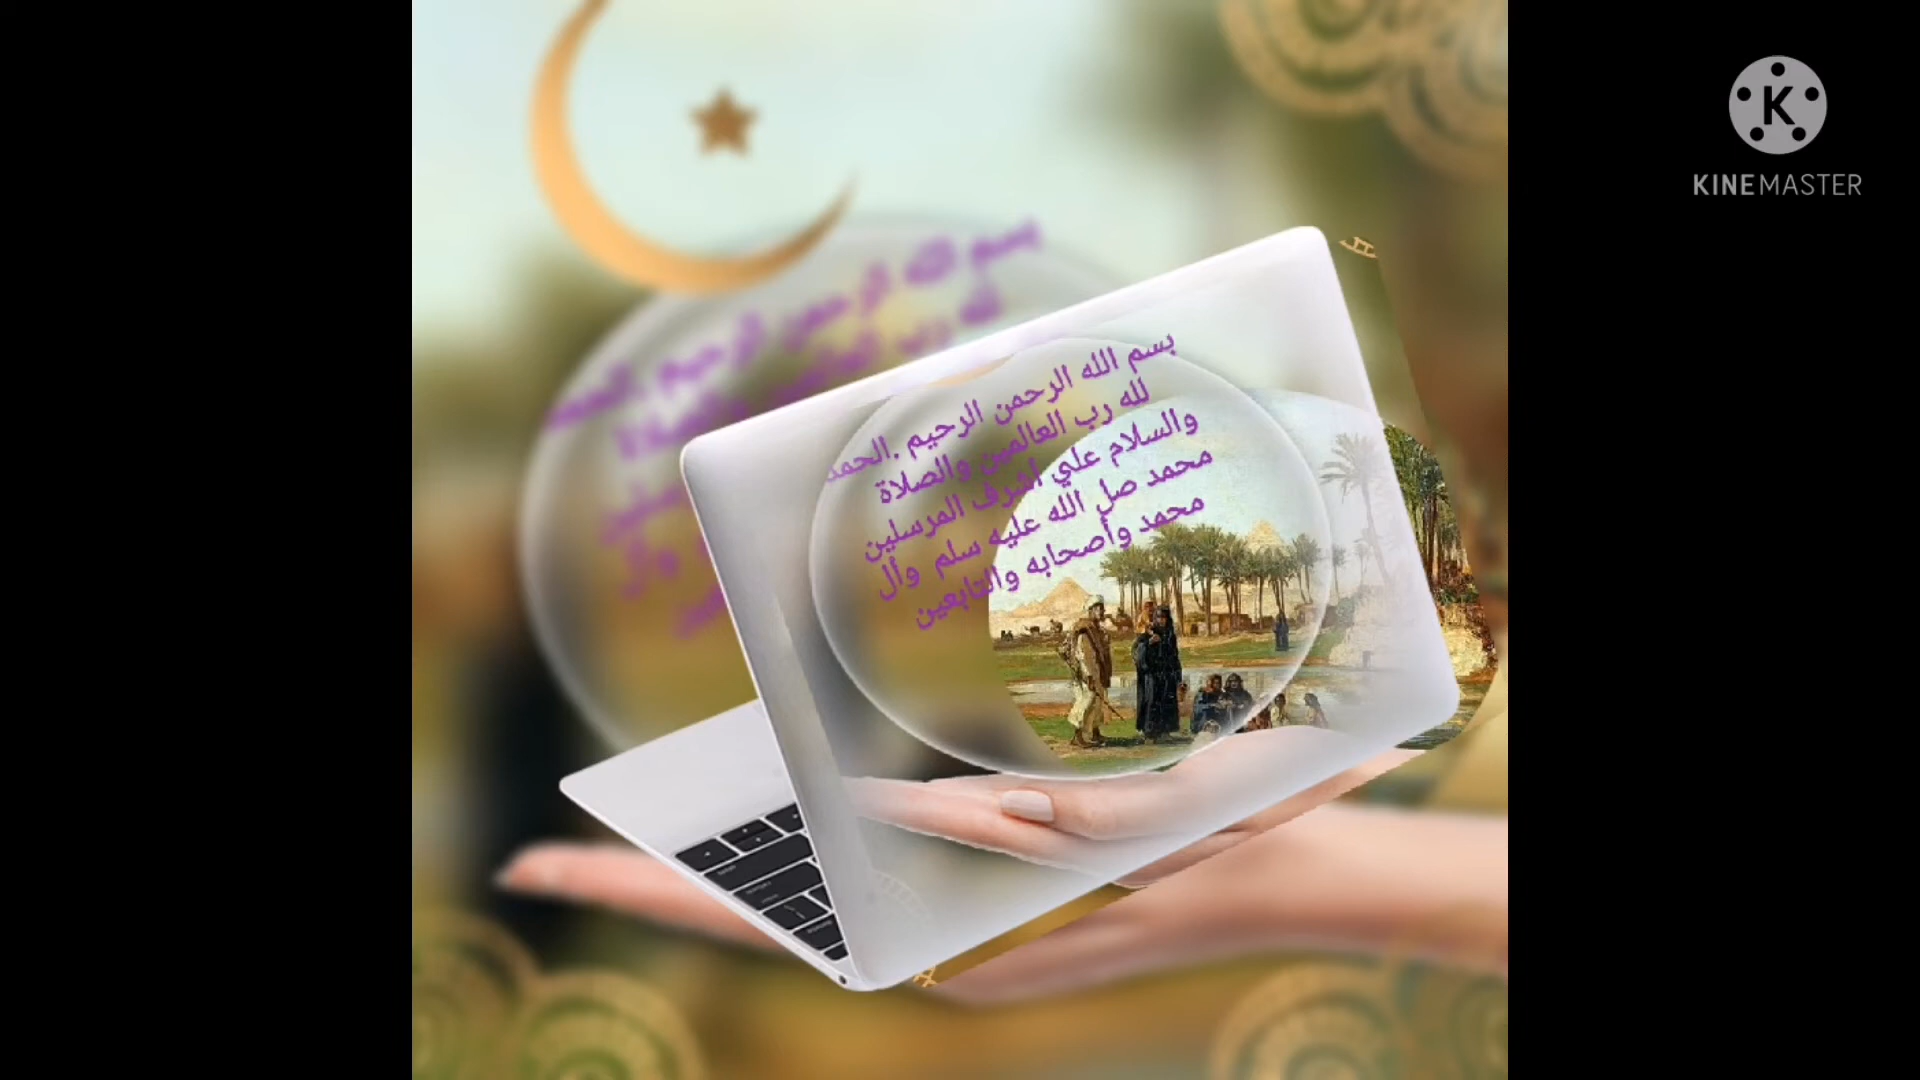 بسم الله الرحمن الرحيم .الحمد
لله رب العالمين والصلاة
والسلام علي اشرف المرسلين
محمد صل الله عليه سلم وأل
محمد وأصحابه والتابعين
KINEMASTER